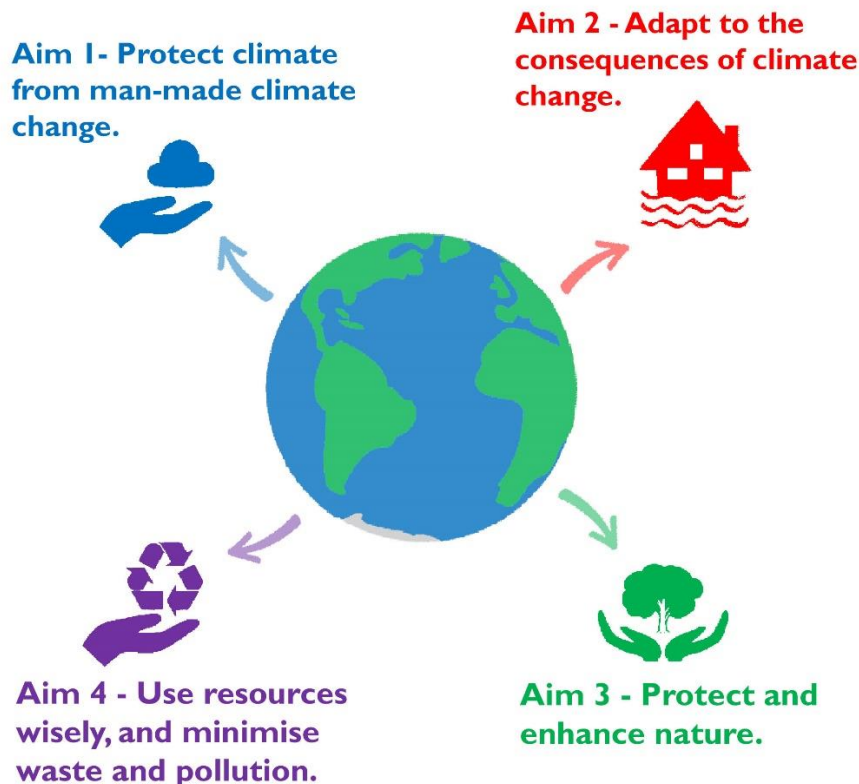 Aim 1- Protect climate
from man-made climate
change.
Aim 2 - Adapt to the
consequences of climate
change.
Aim 4 - Use resources
wisely, and minimise
waste and pollution.
Aim 3 - Protect and
enhance nature.